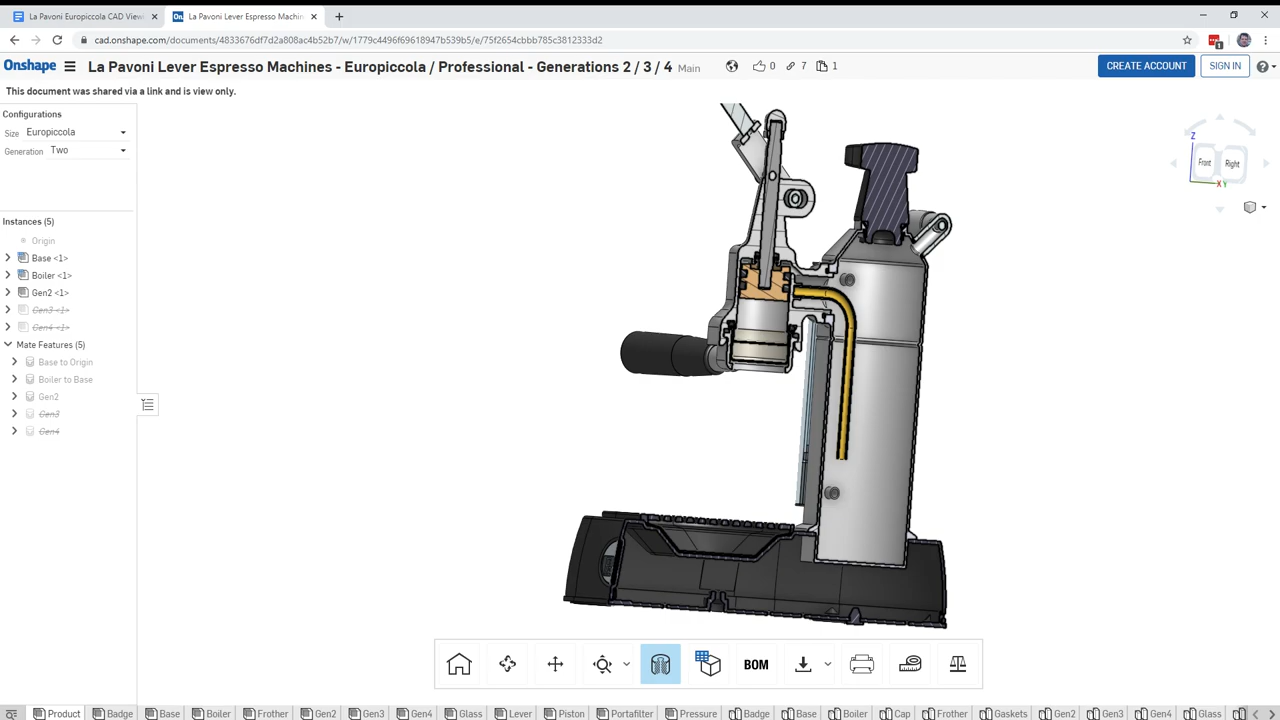 La Pavoni Europiccola CAD View
La Pavoni Lever Espresso Machin
cad.onshape.com/documents/4833676df7d2a808ac4b52b7/w/1779c4496f69618947b539b5/e/75f2654cbbb785c3812333d2
1
Onshape La Pavoni Lever Espresso Machines - Europiccola / Professional - Generations 2 / 3 / 4 Main 0 7 1 CREATE ACCOUNT SIGN IN
This document was shared via a link and is view only.
Configurations
Size Europiccola
Generation Two
Z
Front Right
X Y
Instances (5)
Origin
Base <1>
Boiler <1>
Gen2 <1>
Gen3 <1>
Gen4 <1>
Mate Features (5)
Base to Origin
Boiler to Base
Gen2
Gen3
Gen4
BOM
Product Badge Base Boiler Frother Gen2 Gen3 Gen4 Glass Lever Piston Portafilter Pressure Badge Base Boiler Cap Frother Gaskets Gen2 Gen3 Gen4 Glass